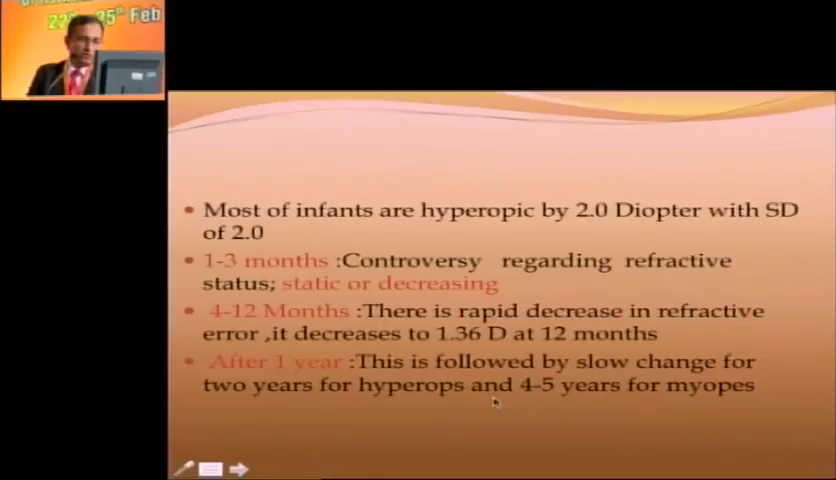 25th Feb
• Most of infants are hyperopic by 2.0 Diopter with SD
of 2.0
• 1-3 months :Controversy regarding refractive
status; static or decreasing
• 4-12 Months :There is rapid decrease in refractive
error ,it decreases to 1.36 D at 12 months
• After 1 year :This is followed by slow change for
two years for hyperops and 4-5 years for myopes